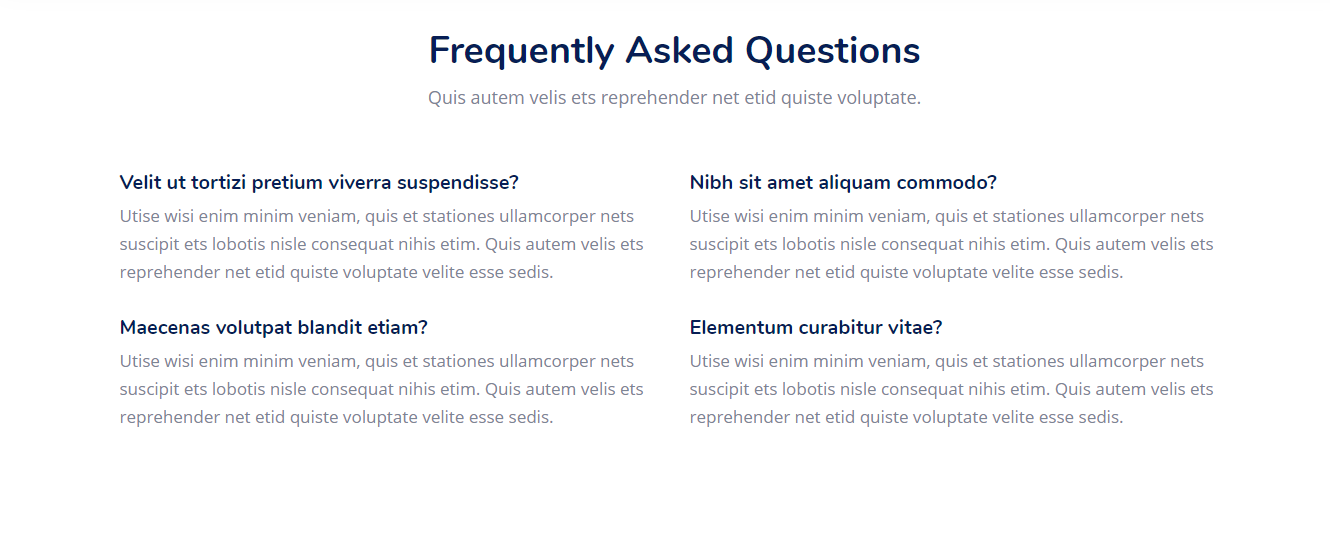 Frequently Asked Questions
Quis autem velis ets reprehender net etid quiste voluptate.
Velit ut tortizi pretium viverra suspendisse?
Utise wisi enim minim veniam, quis et stationes ullamcorper nets
suscipit ets lobotis nisle consequat nihis etim. Quis autem velis ets
reprehender net etid quiste voluptate velite esse sedis.
Nibh sit amet aliquam commodo?
Utise wisi enim minim veniam, quis et stationes ullamcorper nets
suscipit ets lobotis nisle consequat nihis etim. Quis autem velis ets
reprehender net etid quiste voluptate velite esse sedis.
Maecenas volutpat blandit etiam?
Utise wisi enim minim veniam, quis et stationes ullamcorper nets
suscipit ets lobotis nisle consequat nihis etim. Quis autem velis ets
reprehender net etid quiste voluptate velite esse sedis.
Elementum curabitur vitae?
Utise wisi enim minim veniam, quis et stationes ullamcorper nets
suscipit ets lobotis nisle consequat nihis etim. Quis autem velis ets
reprehender net etid quiste voluptate velite esse sedis.